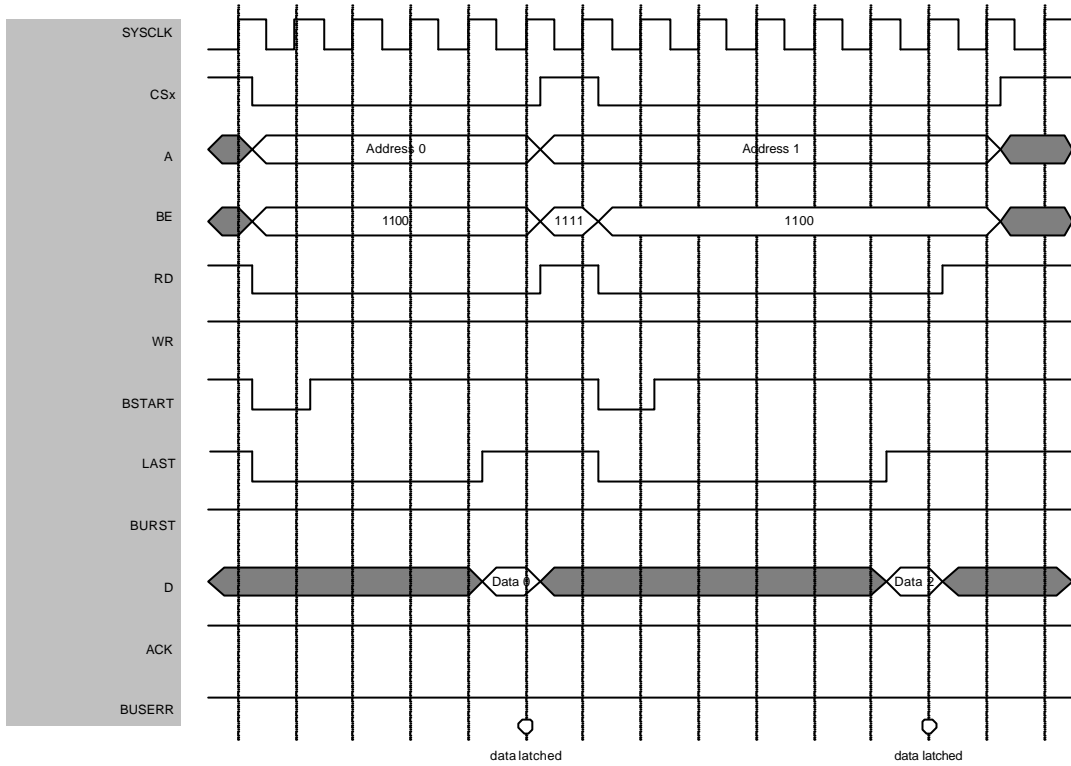 SYSCLK
CSx
A
Address 0
Address 1
BE
1100
1111
1100
RD
WR
BSTART
LAST
BURST
D
Data 0
Data 2
ACK
BUSERR
data latched
data latched